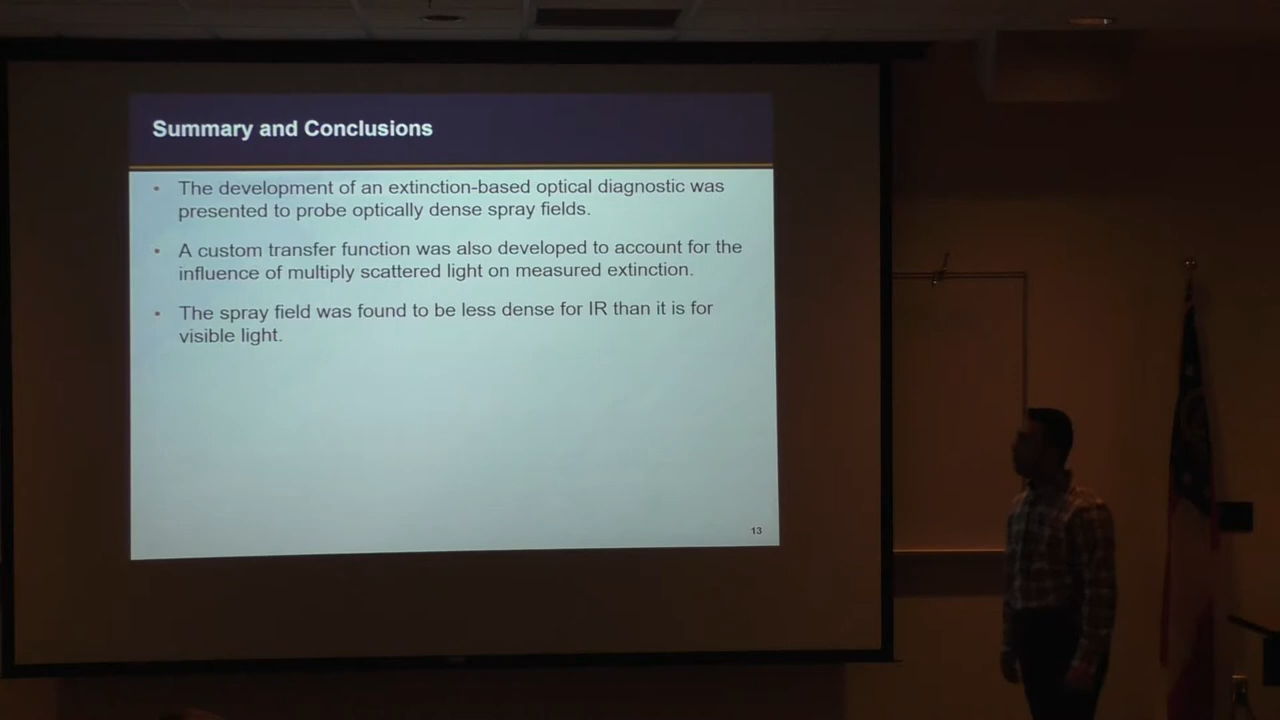 Summary and Conclusions
• The development of an extinction-based optical diagnostic was
presented to probe optically dense spray fields.
• A custom transfer function was also developed to account for the
influence of multiply scattered light on measured extinction.
• The spray field was found to be less dense for IR than it is for
visible light.
13